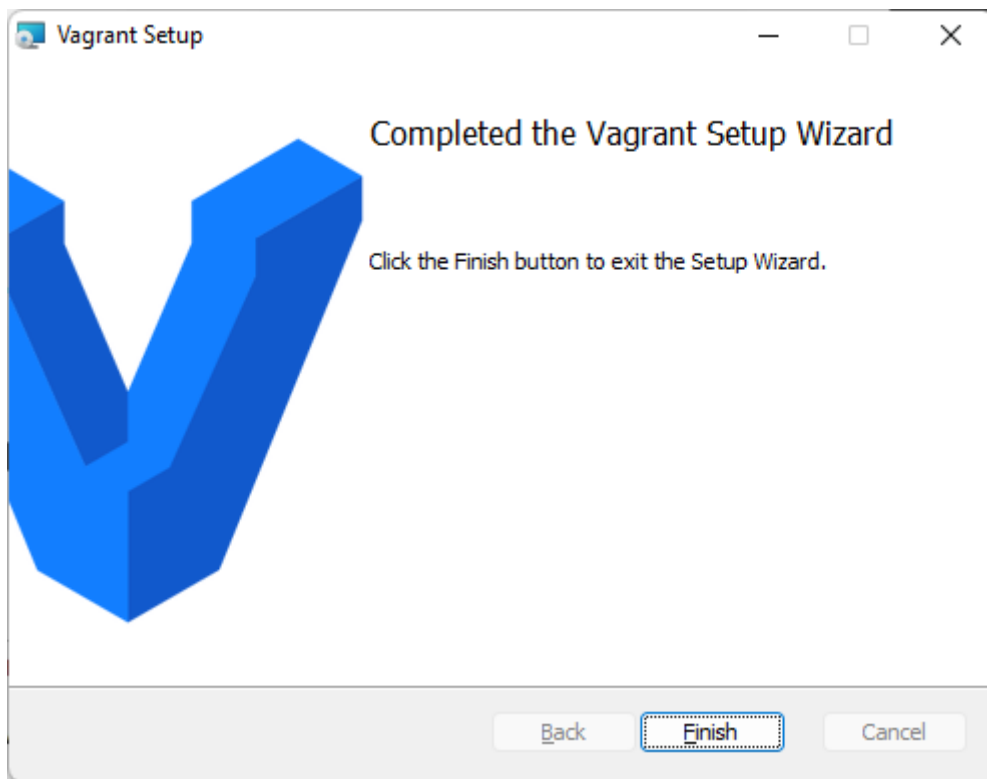 Vagrant Setup
Completed the Vagrant Setup Wizard
Click the Finish button to exit the Setup Wizard.
Back Finish Cancel